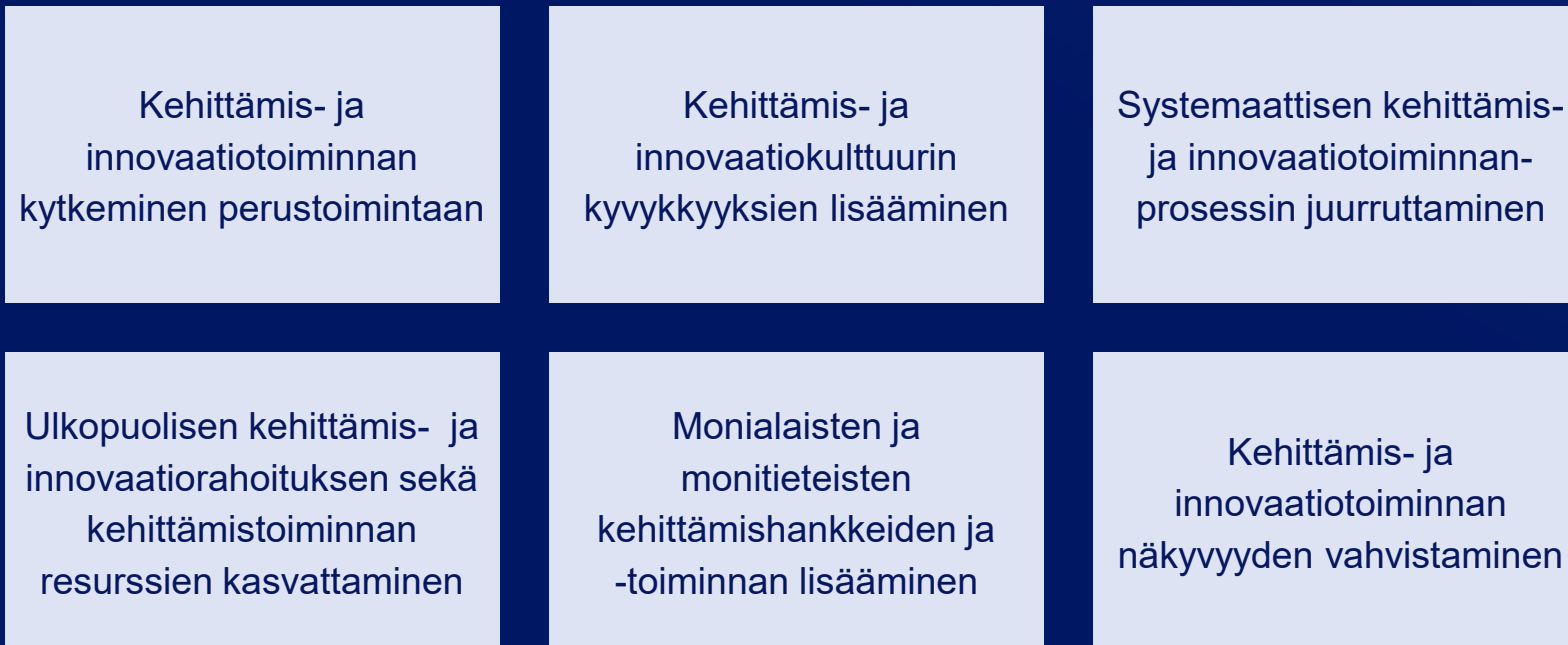 Kehittämis- ja
innovaatiotoiminnan
kytkeminen perustoimintaan
Kehittämis- ja
innovaatiokulttuurin
kyvykkyyksien lisääminen
Systemaattisen kehittämis-
ja innovaatiotoiminnan-
prosessin juurruttaminen
Ulkopuolisen kehittämis-  ja
innovaatiorahoituksen sekä
kehittämistoiminnan
resurssien kasvattaminen
Monialaisten ja
monitieteisten
kehittämishankkeiden ja
-toiminnan lisääminen
Kehittämis- ja
innovaatiotoiminnan
näkyvyyden vahvistaminen